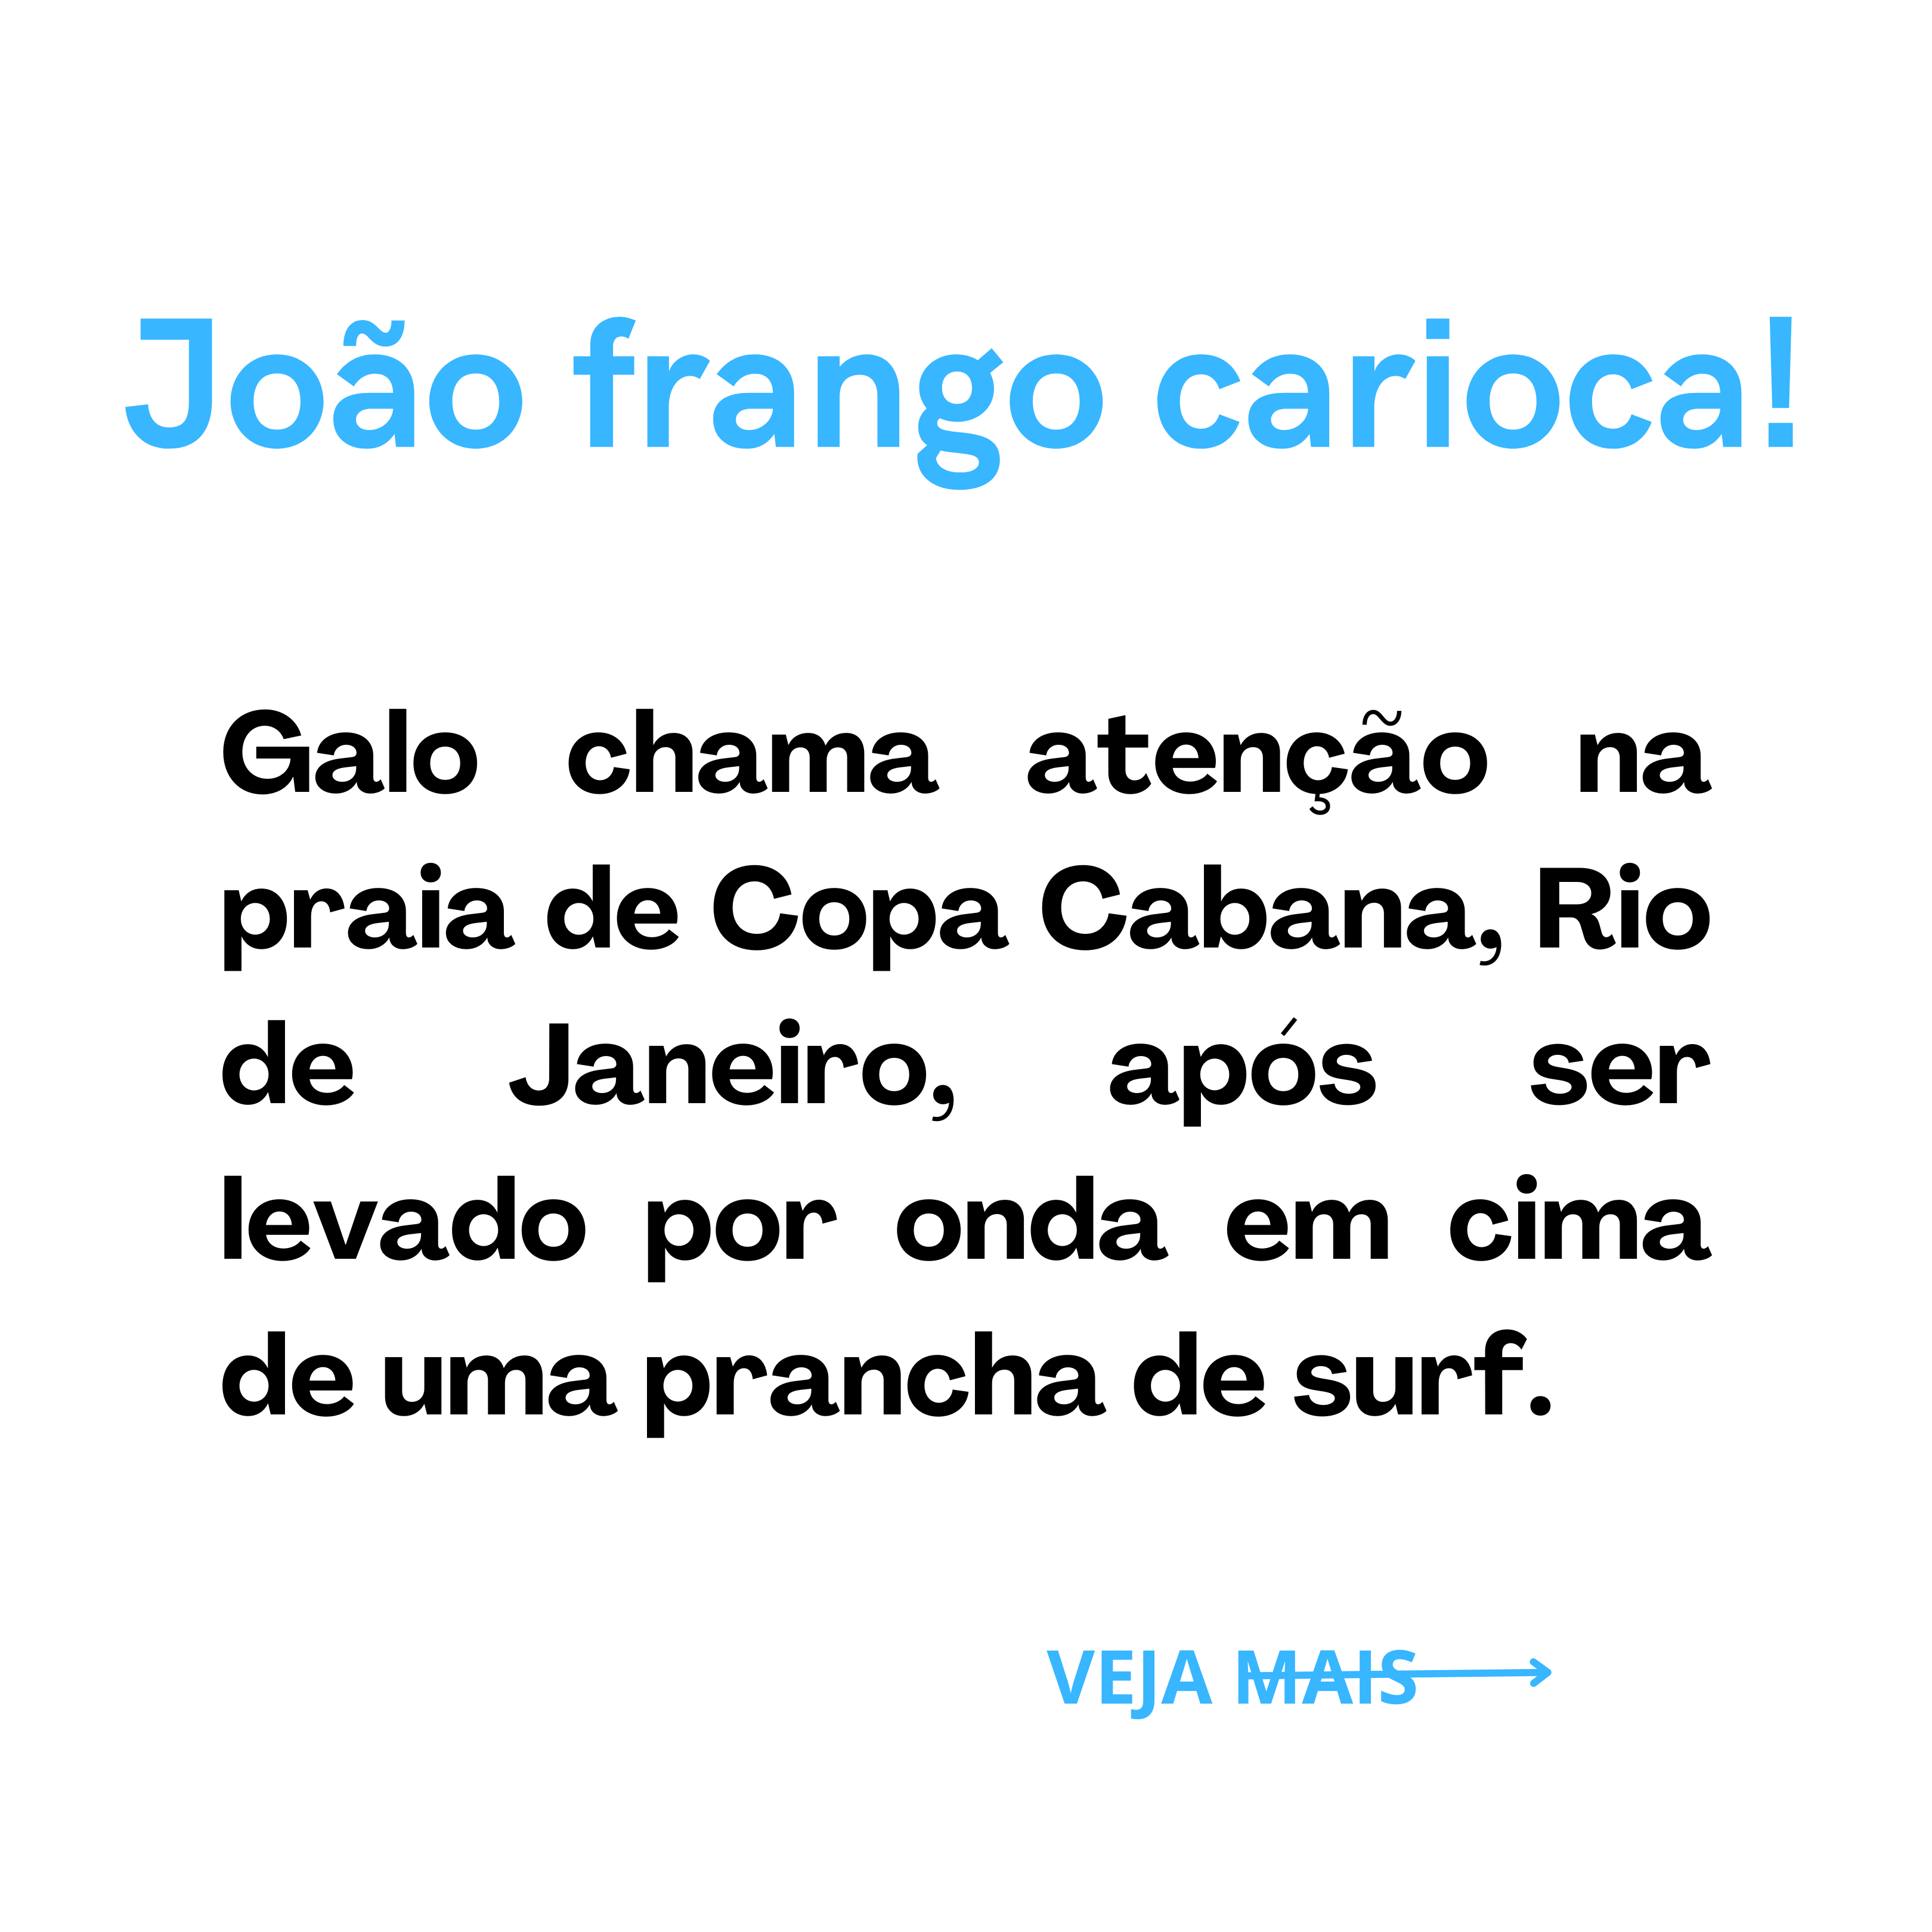 João frango carioca!
Galo chama atenção na
praia de Copa Cabana, Rio
de Janeiro, após ser
levado por onda em cima
de uma prancha de surf.
VEJA MAIS